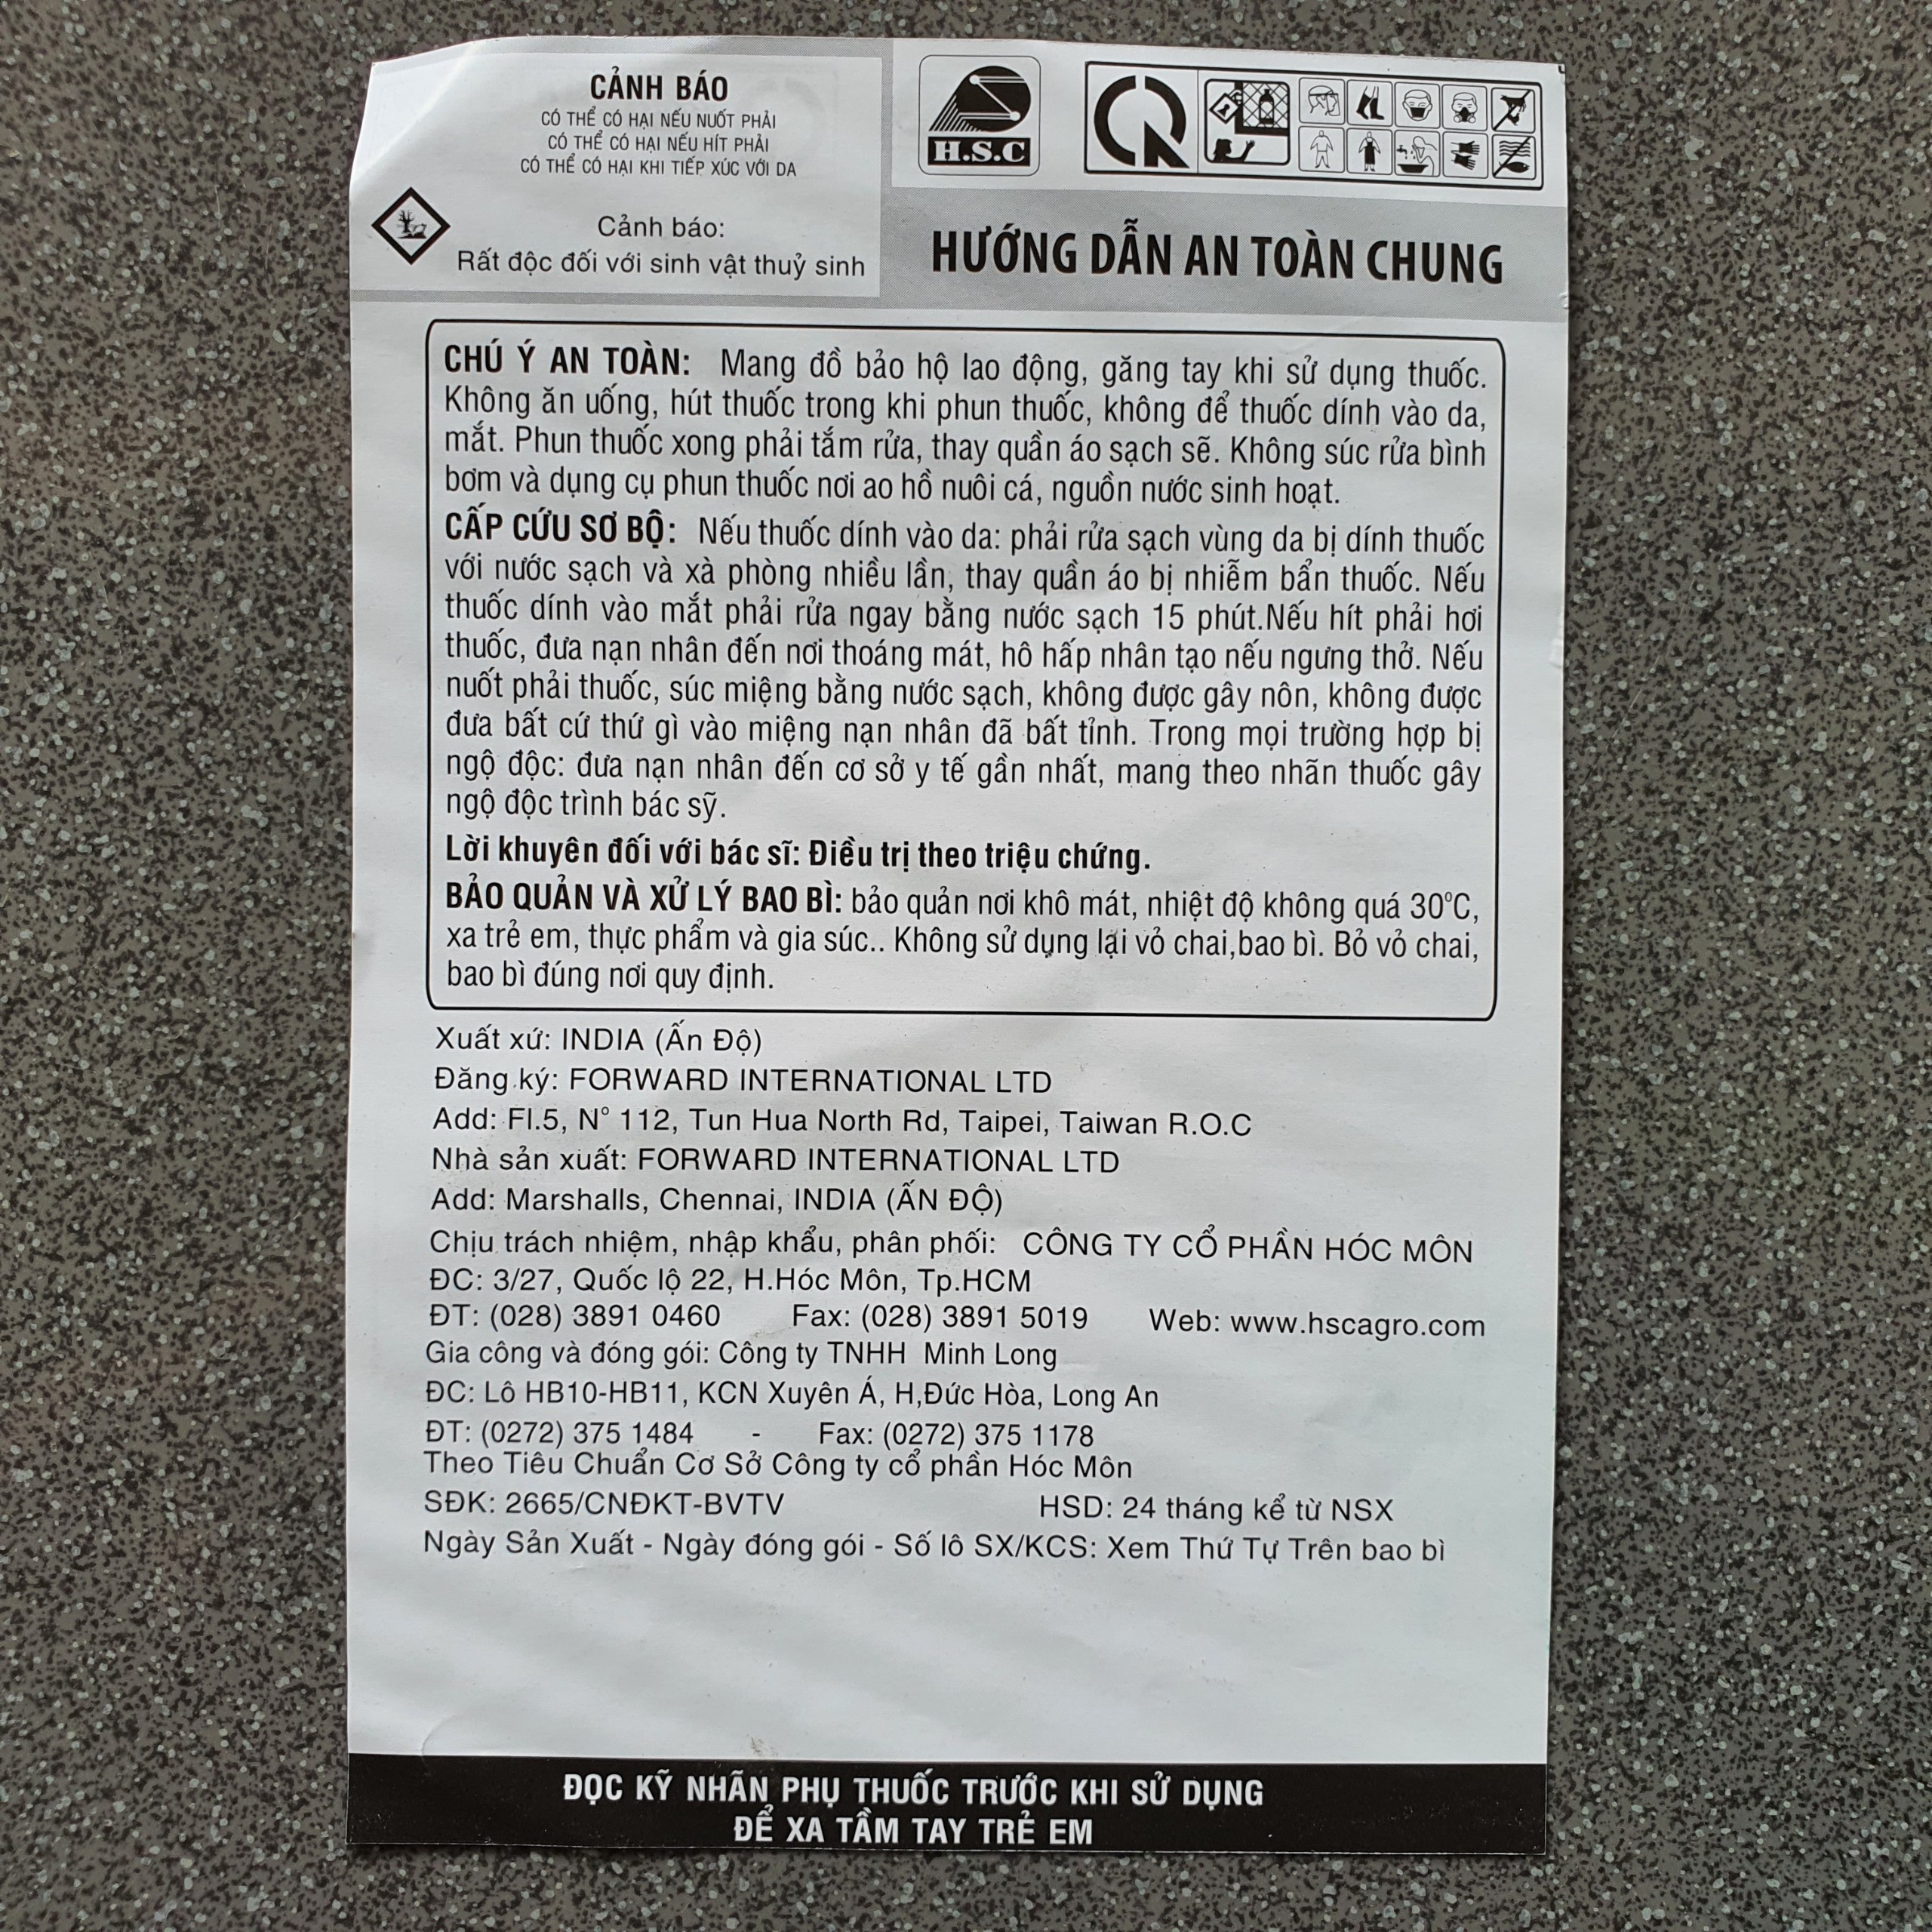 CẢNH BÁO
CÓ THỂ CÓ HẠI NẾU NUỐT PHẢI
CÓ THỂ CÓ HẠI NẾU HÍT PHẢI
CÓ THỂ CÓ HẠI KHI TIẾP XÚC VỚI DA
Cảnh báo:
Rất độc đối với sinh vật thuỷ sinh
H.S.C
HƯỚNG DẪN AN TOÀN CHUNG
CHÚ Ý AN TOÀN: Mang đồ bảo hộ lao động, găng tay khi sử dụng thuốc.
Không ăn uống, hút thuốc trong khi phun thuốc, không để thuốc dính vào da,
mắt. Phun thuốc xong phải tắm rửa, thay quần áo sạch sẽ. Không súc rửa bình
bơm và dụng cụ phun thuốc nơi ao hồ nuôi cá, nguồn nước sinh hoạt.
CẤP CỨU SƠ BỘ: Nếu thuốc dính vào da: phải rửa sạch vùng da bị dính thuốc
với nước sạch và xà phòng nhiều lần, thay quần áo bị nhiễm bẩn thuốc. Nếu
thuốc dính vào mắt phải rửa ngay bằng nước sạch 15 phút.Nếu hít phải hơi
thuốc, đưa nạn nhân đến nơi thoáng mát, hô hấp nhân tạo nếu ngưng thở. Nếu
nuốt phải thuốc, súc miệng bằng nước sạch, không được gây nôn, không được
đưa bất cứ thứ gì vào miệng nạn nhân đã bất tỉnh. Trong mọi trường hợp bị
ngộ độc: đưa nạn nhân đến cơ sở y tế gần nhất, mang theo nhãn thuốc gây
ngộ độc trình bác sỹ.
Lời khuyên đối với bác sĩ: Điều trị theo triệu chứng.
BẢO QUẢN VÀ XỬ LÝ BAO BÌ: bảo quản nơi khô mát, nhiệt độ không quá 30°C,
xa trẻ em, thực phẩm và gia súc.. Không sử dụng lại vỏ chai,bao bì. Bỏ vỏ chai,
bao bì đúng nơi quy định.
Xuất xứ: INDIA (Ấn Độ)
Đăng ký: FORWARD INTERNATIONAL LTD
Add: Fl.5, N° 112, Tun Hua North Rd, Taipei, Taiwan R.O.C
Nhà sản xuất: FORWARD INTERNATIONAL LTD
Add: Marshalls, Chennai, INDIA (ẤN ĐỘ)
Chịu trách nhiệm, nhập khẩu, phân phối: CÔNG TY CỔ PHẦN HÓC MÔN
ĐC: 3/27, Quốc lộ 22, H.Hóc Môn, Tp.HCM
ĐT: (028) 3891 0460 Fax: (028) 3891 5019 Web: www.hscagro.com
Gia công và đóng gói: Công ty TNHH Minh Long
ĐC: Lô HB10-HB11, KCN Xuyên Á, H,Đức Hòa, Long An
ĐT: (0272) 375 1484 - Fax: (0272) 375 1178
Theo Tiêu Chuẩn Cơ Sở Công ty cổ phần Hóc Môn
SĐK: 2665/CNĐKT-BVTV HSD: 24 tháng kể từ NSX
Ngày Sản Xuất - Ngày đóng gói - Số lô SX/KCS: Xem Thứ Tự Trên bao bì
ĐỌC KỸ NHÃN PHỤ THUỐC TRƯỚC KHI SỬ DỤNG
ĐỂ XA TẦM TAY TRẺ EM